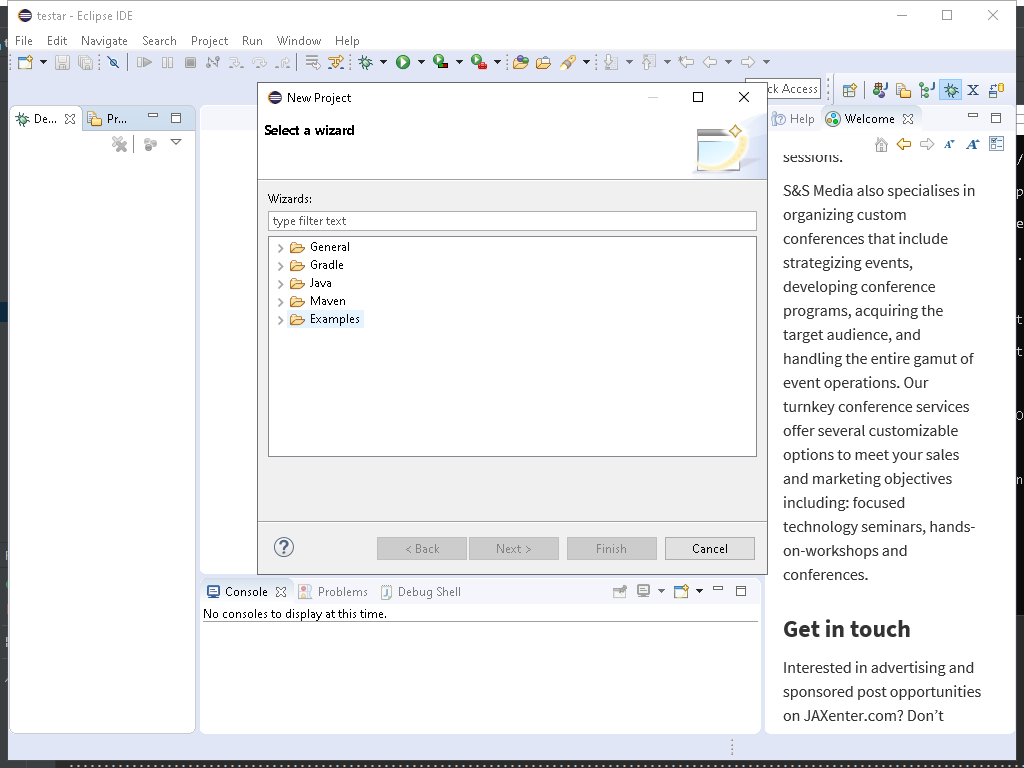 testar - Eclipse IDE
File Edit Navigate Search Project Run Window Help
ck Access
De... Pr...
New Project
Select a wizard
Wizards:
type filter text
General
Gradle
Java
Maven
Examples
< Back Next > Finish Cancel
Console Problems Debug Shell
No consoles to display at this time.
Help Welcome
sessions.
S&S Media also specialises in
organizing custom
conferences that include
strategizing events,
developing conference
programs, acquiring the
target audience, and
handling the entire gamut of
event operations. Our
turnkey conference services
offer several customizable
options to meet your sales
and marketing objectives
including: focused
technology seminars, hands-
on-workshops and
conferences.
Get in touch
Interested in advertising and
sponsored post opportunities
on JAXenter.com? Don't